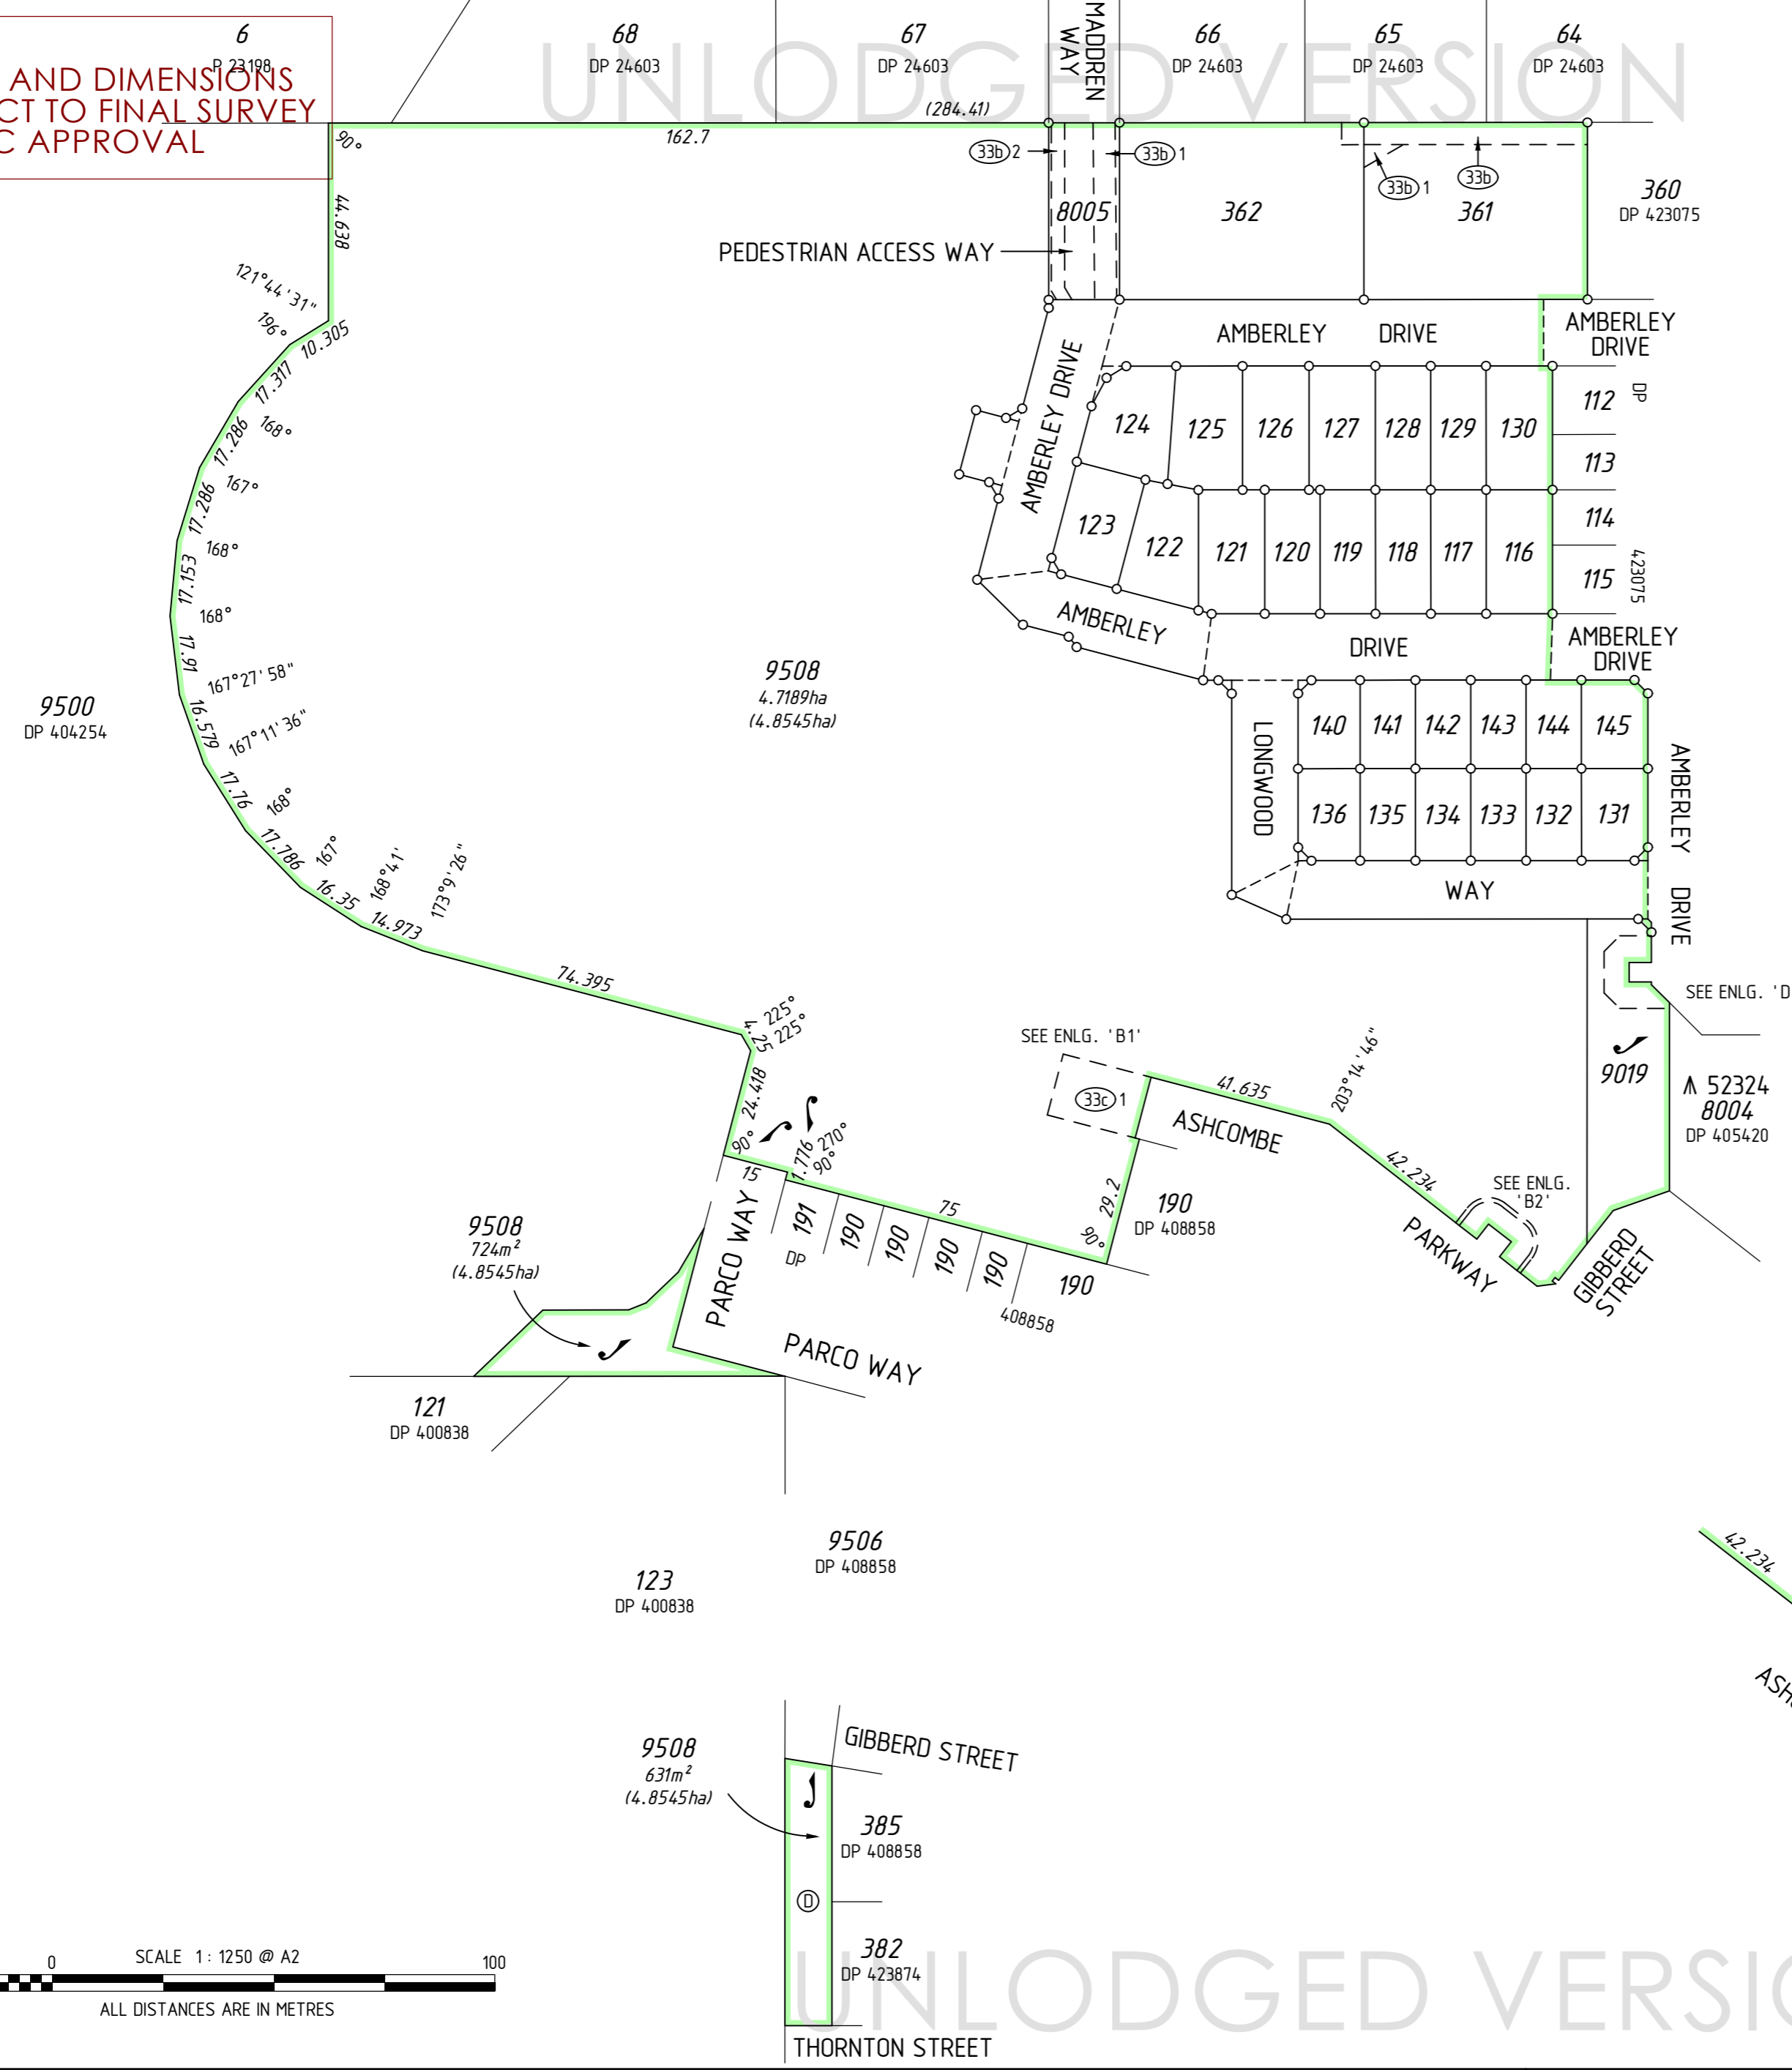 UNLODGED VERSION
6
P 23198
AND DIMENSIONS
CT TO FINAL SURVEY
C APPROVAL
68
DP 24603
67
DP 24603
MADDREN
WAY
66
DP 24603
65
DP 24603
64
DP 24603
(284.41)
90°
162.7
33b 2
33b 1
33b 1
33b
44.638
8005
362
361
360
DP 423075
PEDESTRIAN ACCESS WAY
121°44'31"
196°
10.305
17.317
17.286
168°
17.286
167°
168°
17.153
168°
17.91
167°27'58"
16.579
167°11'36"
17.76
168°
17.786
167°
16.35
168°41'
14.973
173°9'26"
AMBERLEY DRIVE
AMBERLEY
DRIVE
AMBERLEY DRIVE
124
125
126
127
128
129
130
112
DP
113
123
122
121
120
119
118
117
116
114
115
423075
AMBERLEY
DRIVE
AMBERLEY
DRIVE
9500
DP 404254
9508
4.7189ha
(4.8545ha)
LONGWOOD
140
141
142
143
144
145
136
135
134
133
132
131
AMBERLEY DRIVE
WAY
74.395
4.25
225°
225°
24.418
SEE ENLG. 'B1'
33c 1
41.635
203°14'46"
ASHCOMBE
SEE ENLG. 'D
9019
52324
8004
DP 405420
90°
15
1.776
270°
90°
42.234
SEE ENLG.
'B2'
75
29.2
90°
190
DP 408858
PARKWAY
GIBBERD
STREET
9508
724m²
(4.8545ha)
PARCO WAY
191
DP
190
190
190
190
190
408858
PARCO WAY
121
DP 400838
9506
DP 408858
123
DP 400838
42.234
ASH
9508
631m²
(4.8545ha)
GIBBERD STREET
385
DP 408858
D
382
DP 423874
0
SCALE 1 : 1250 @ A2
100
ALL DISTANCES ARE IN METRES
UNLODGED VERSIO
THORNTON STREET